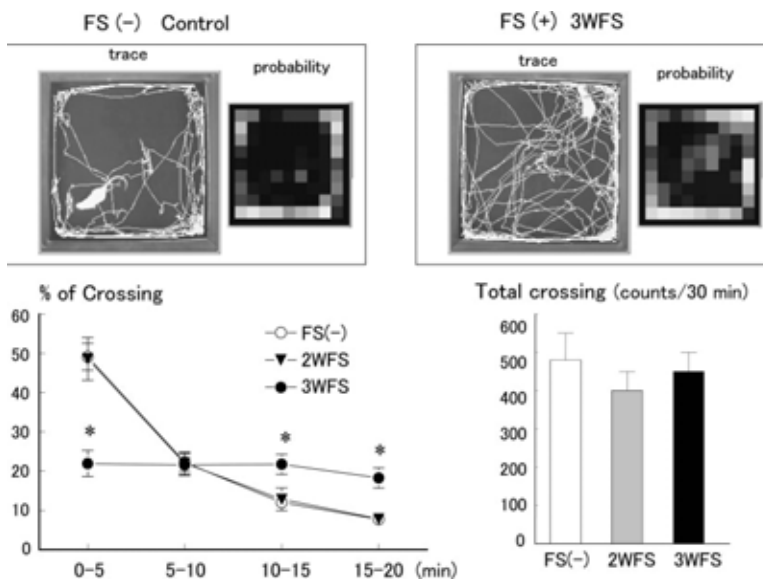 FS (-) Control
trace
probability
FS (+) 3WFS
trace
probability
% of Crossing
60
50
40
30
20
10
0
FS(-)
2WFS
3WFS
*
*
*
0-5 5-10 10-15 15-20 (min)
Total crossing (counts/30 min)
600
500
400
300
200
100
0
FS(-) 2WFS 3WFS